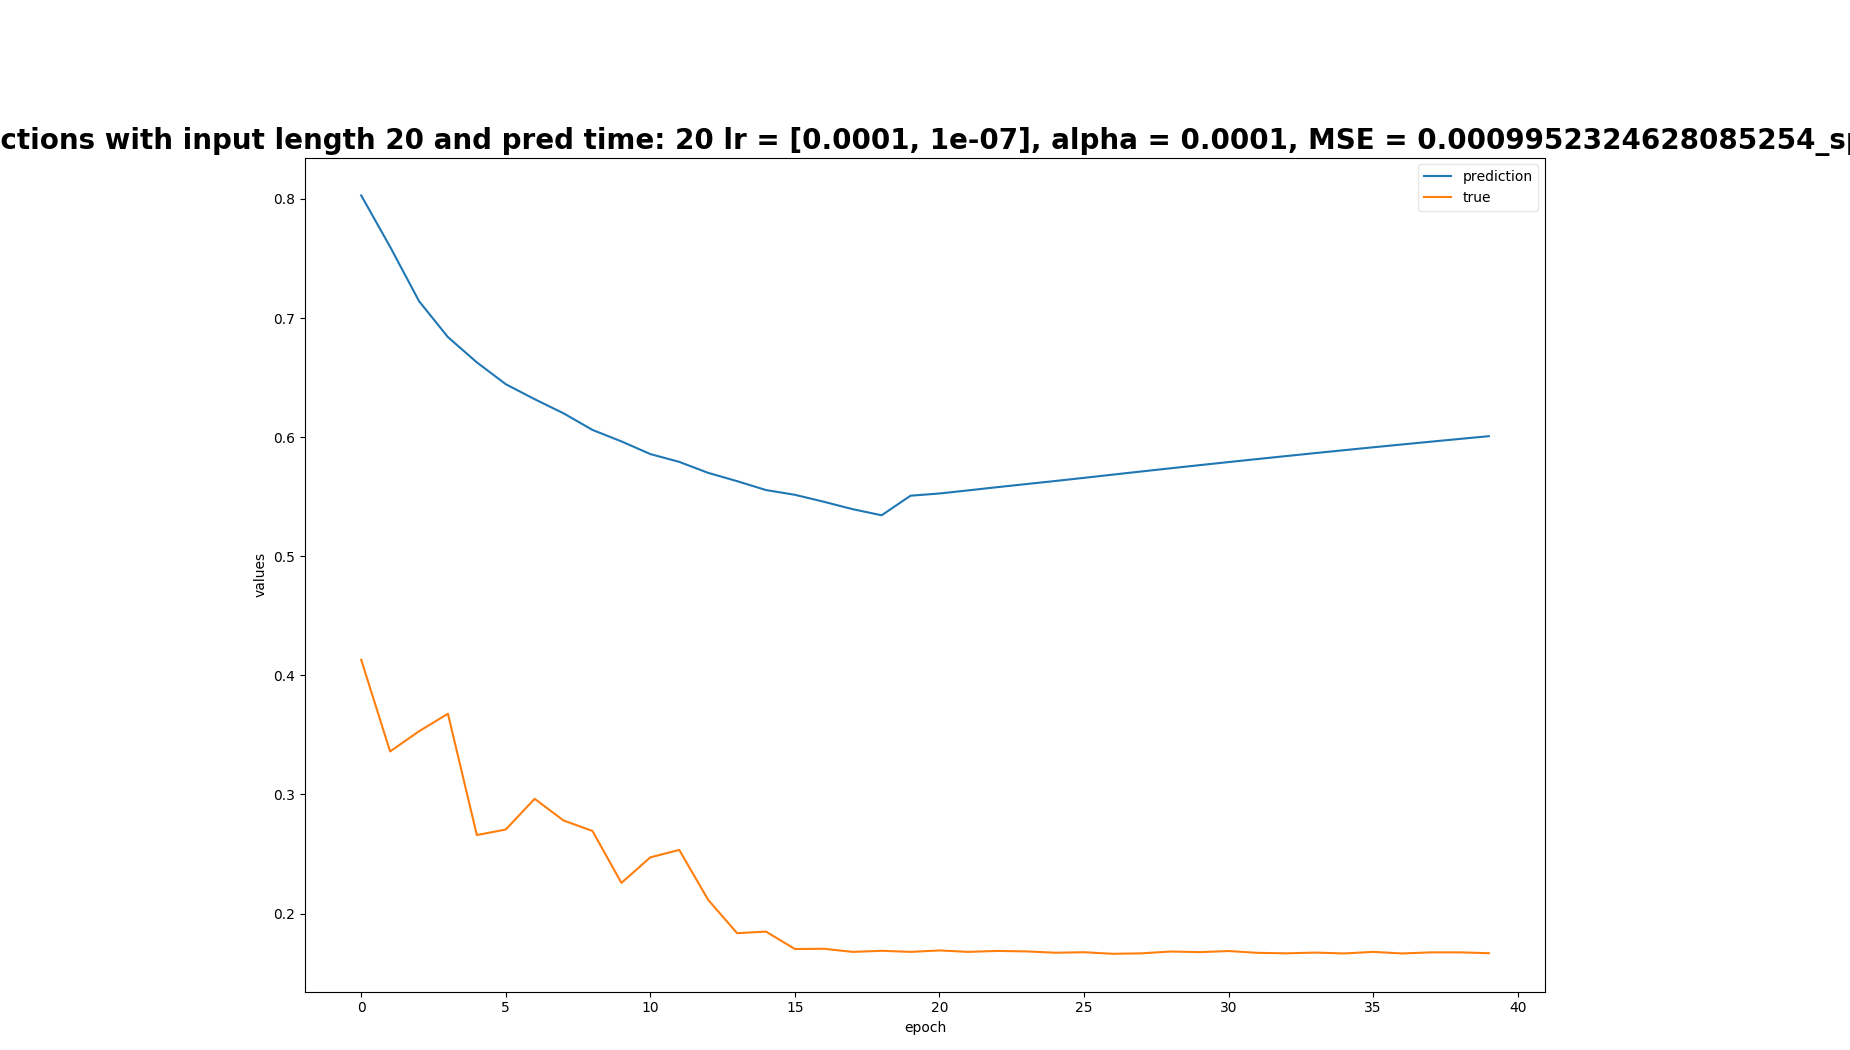 ctions with input length 20 and pred time: 20 lr = [0.0001, 1e-07], alpha = 0.0001, MSE = 0.0009952324628085254_sp
prediction
true
0.8
0.7
0.6
0.5
0.4
0.3
0.2
values
0 5 10 15 20 25 30 35 40
epoch